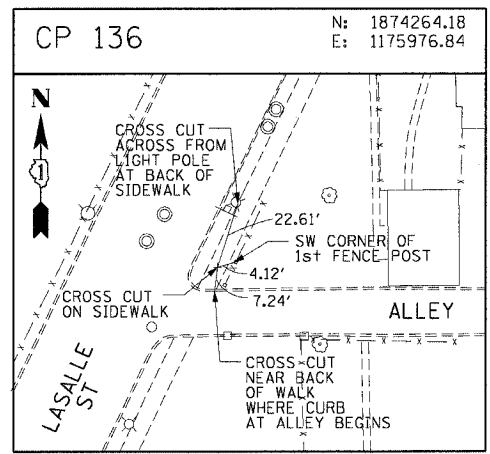 CP 136
N: 1874264.18
E: 1175976.84
N
1
CROSS CUT
ACROSS FROM
LIGHT POLE
AT BACK OF
SIDEWALK
22.61'
SW CORNER OF
1st FENCE POST
4.12'
7.24'
CROSS CUT
ON SIDEWALK
ALLEY
LASALLE
ST
CROSS CUT
NEAR BACK
OF WALK
WHERE CURB
AT ALLEY BEGINS